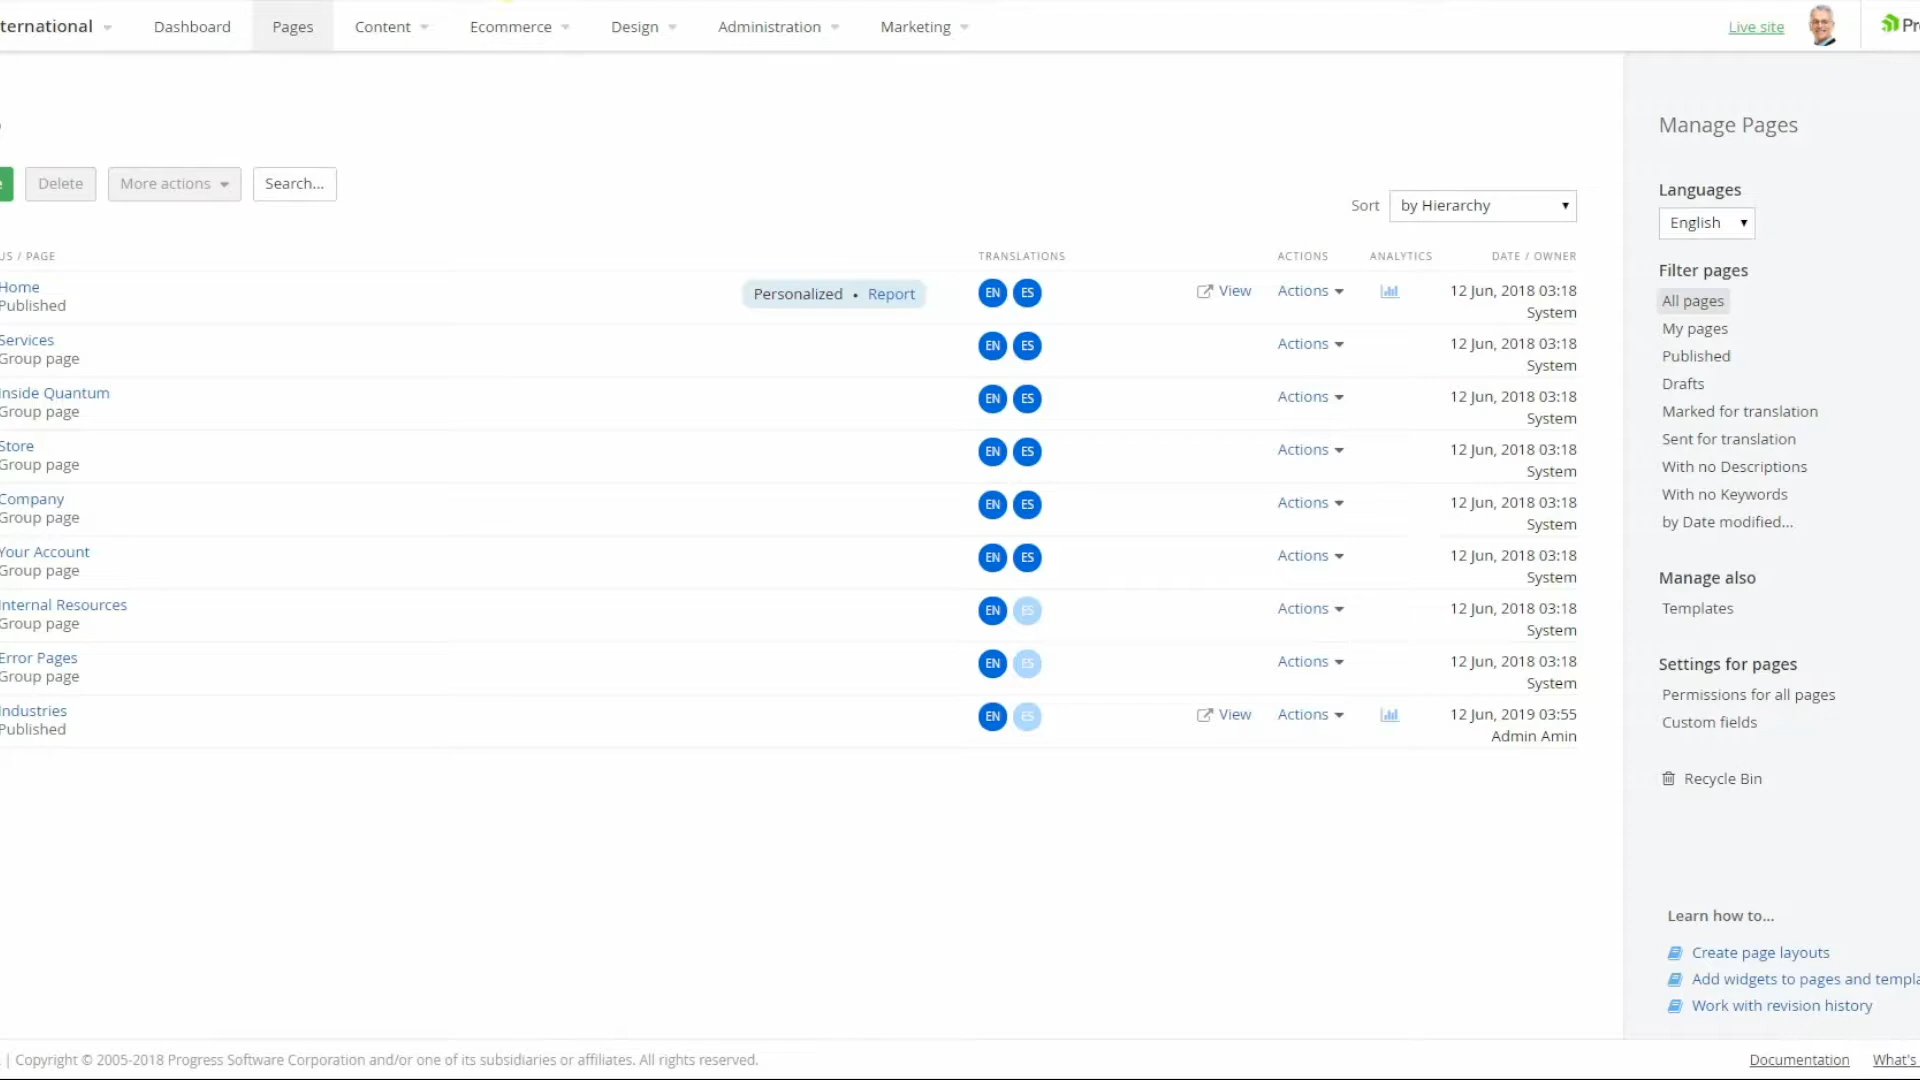 ternational Dashboard Pages Content Ecommerce Design Administration Marketing Live site Pro
Manage Pages
Delete More actions Search...
Sort by Hierarchy
US / PAGE TRANSLATIONS ACTIONS ANALYTICS DATE / OWNER
Home Personalized • Report EN ES View Actions 12 Jun, 2018 03:18
Published System
Services EN ES Actions 12 Jun, 2018 03:18
Group page System
Inside Quantum EN ES Actions 12 Jun, 2018 03:18
Group page System
Store EN ES Actions 12 Jun, 2018 03:18
Group page System
Company EN ES Actions 12 Jun, 2018 03:18
Group page System
Your Account EN ES Actions 12 Jun, 2018 03:18
Group page System
Internal Resources EN ES Actions 12 Jun, 2018 03:18
Group page System
Error Pages EN ES Actions 12 Jun, 2018 03:18
Group page System
Industries EN ES View Actions 12 Jun, 2019 03:55
Published Admin Amin
Languages
English
Filter pages
All pages
My pages
Published
Drafts
Marked for translation
Sent for translation
With no Descriptions
With no Keywords
by Date modified...
Manage also
Templates
Settings for pages
Permissions for all pages
Custom fields
Recycle Bin
Learn how to...
Create page layouts
Add widgets to pages and templa
Work with revision history
| Copyright © 2005-2018 Progress Software Corporation and/or one of its subsidiaries or affiliates. All rights reserved. Documentation What's